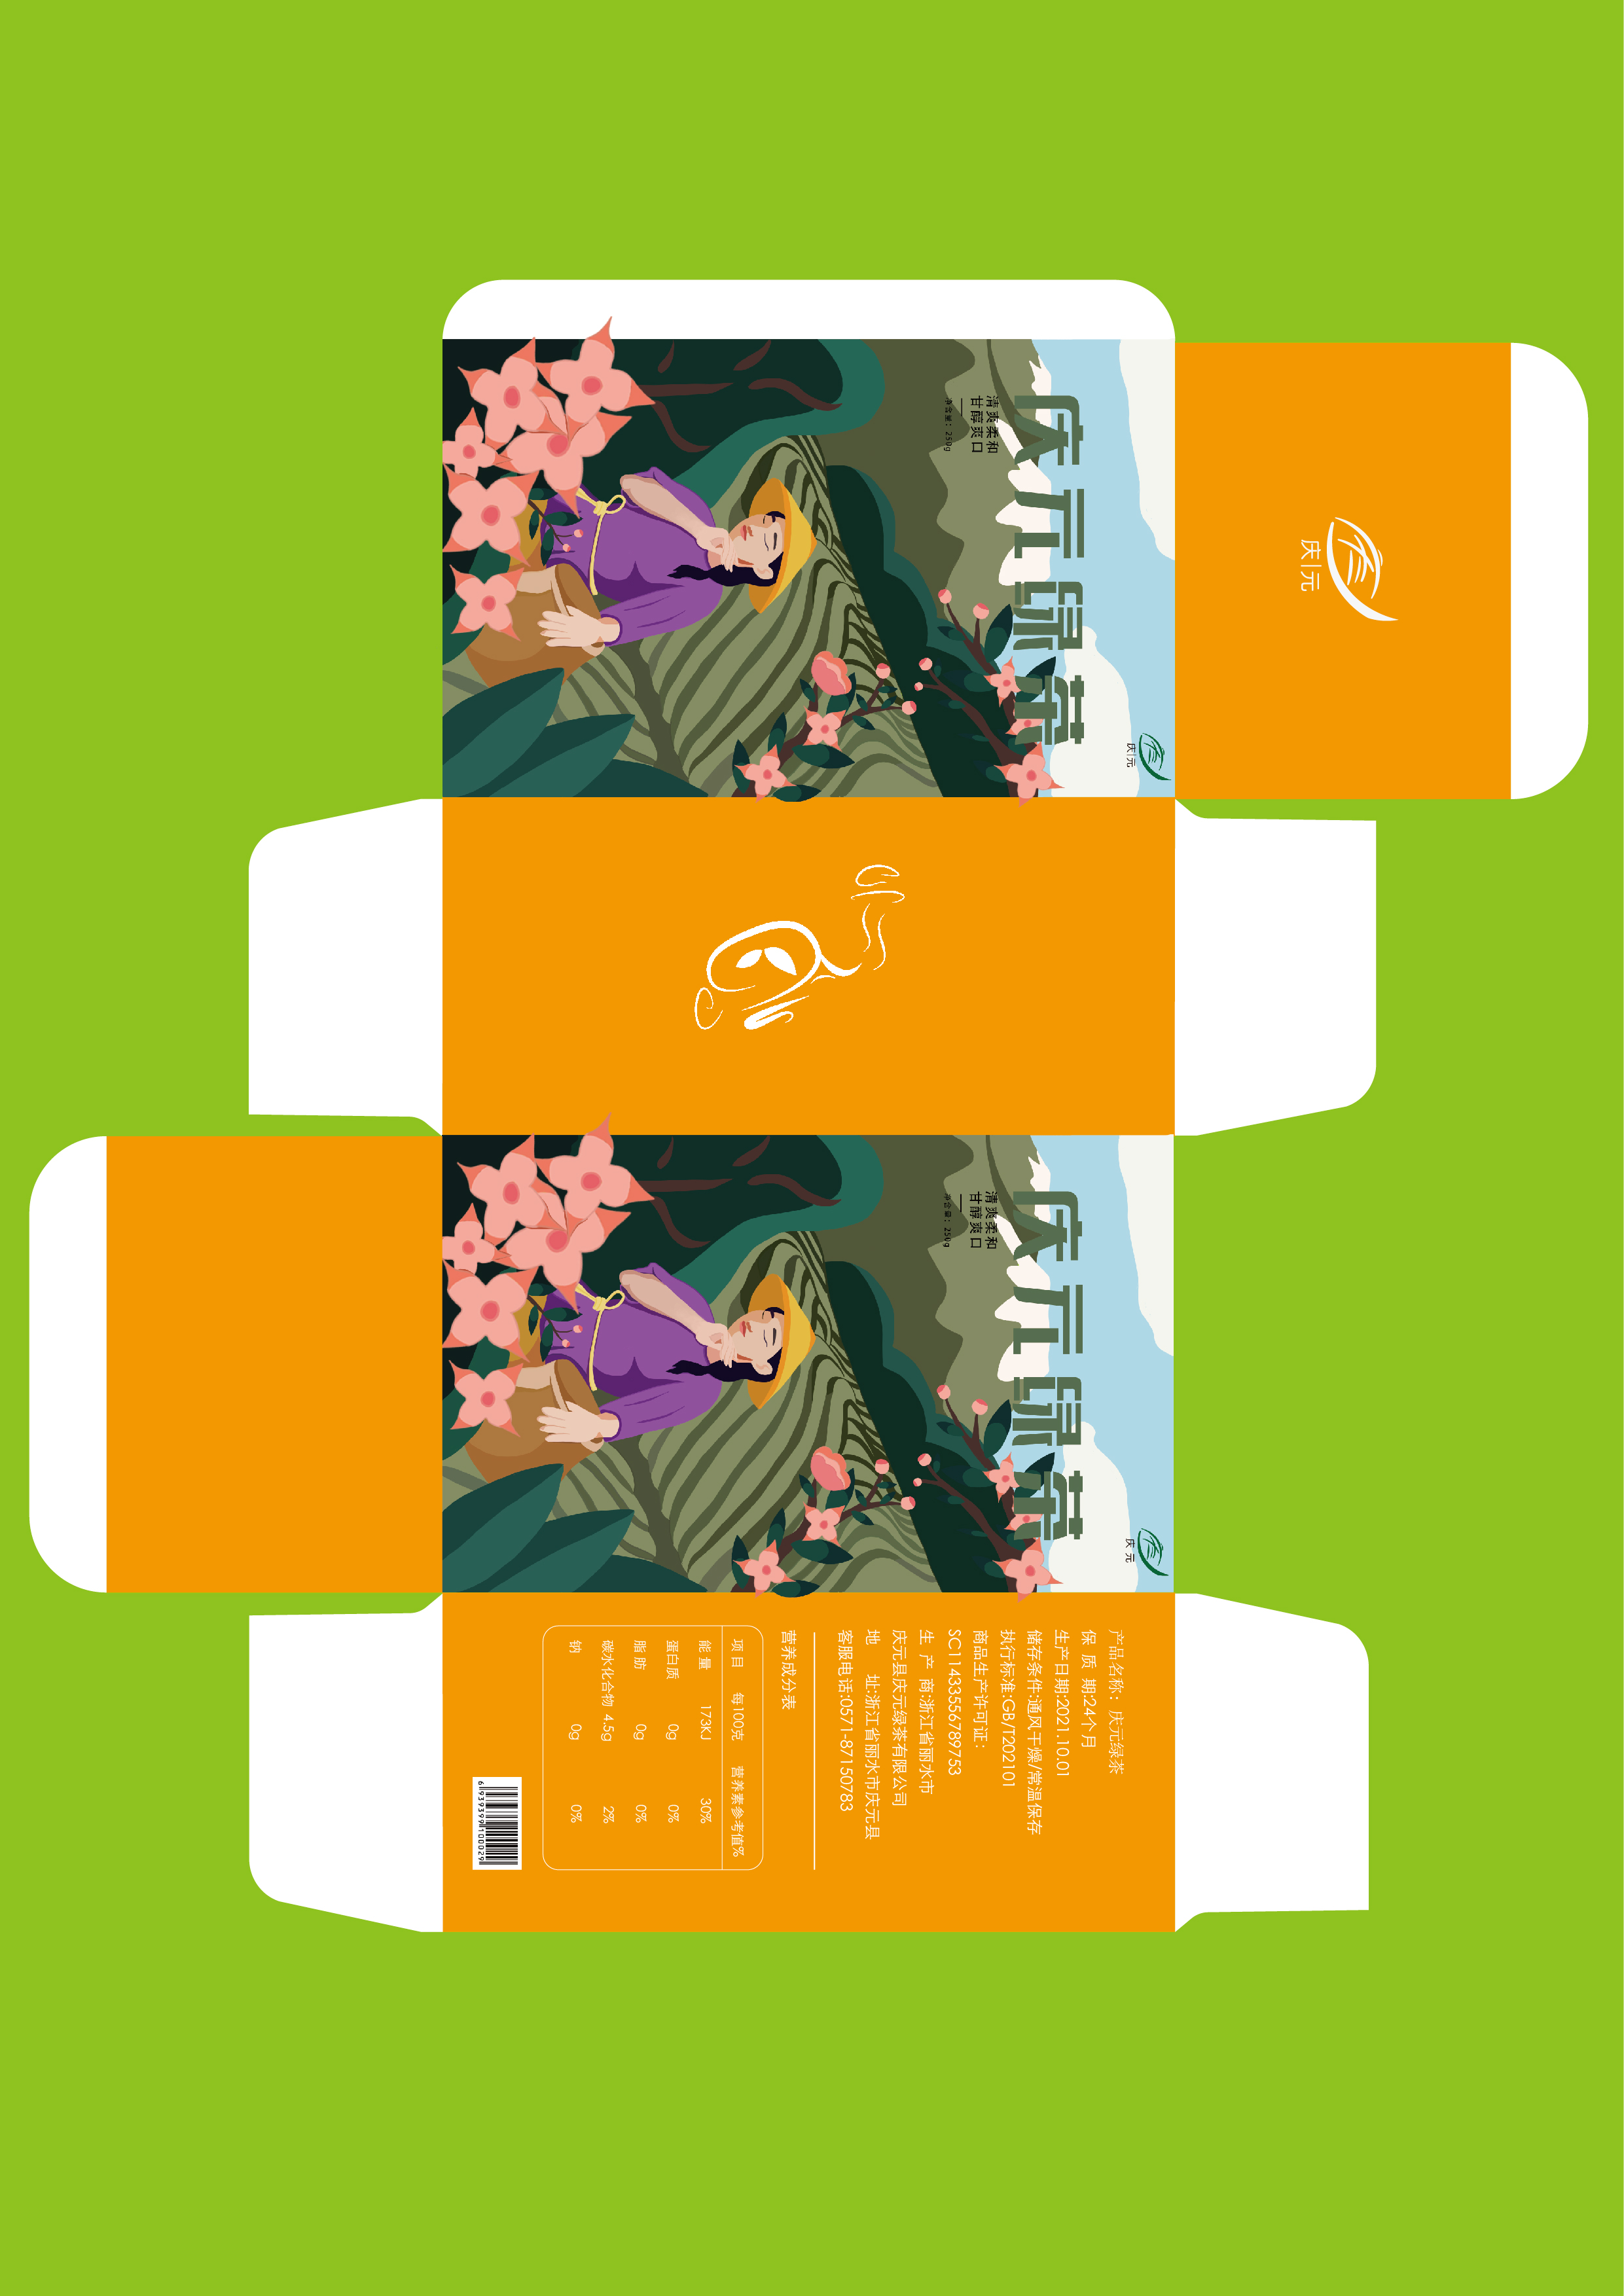 庆元绿茶
清爽柔和
甘醇爽口
净含量：250g
庆元
庆元
庆元绿茶
清爽柔和
甘醇爽口
净含量：250g
庆元
产品名称：庆元绿茶
保 质 期:24个月
生产日期:2021.10.01
储存条件:通风干燥/常温保存
执行标准:GB/T202101
商品生产许可证：
SC11433556789753
生 产 商:浙江省丽水市
庆元县庆元绿茶有限公司
地 址:浙江省丽水市庆元县
客服电话:0571-87150783
营养成分表
项 目 每100克 营养素参考值%
能 量 173KJ 30%
蛋白质 0g 0%
脂 肪 0g 0%
碳水化合物 4.5g 2%
钠 0g 0%
6939399100029